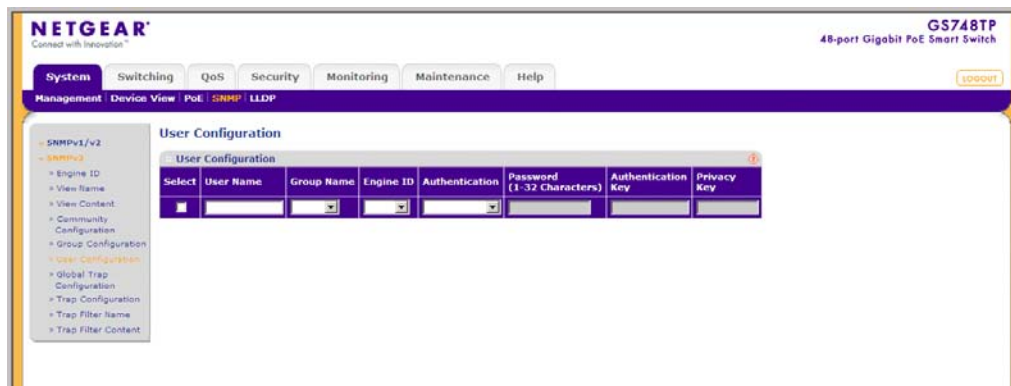 NETGEAR
Connect with Innovation™
GS748TP
48-port Gigabit PoE Smart Switch
System Switching QoS Security Monitoring Maintenance Help
LOGOUT
Management Device View PoE SNMP LLDP
SNMPv1/v2
SNMPv3
» Engine ID
» View Name
» View Content
» Community
Configuration
» Group Configuration
» User Configuration
» Global Trap
Configuration
» Trap Configuration
» Trap Filter Name
» Trap Filter Content
User Configuration
User Configuration
Select User Name Group Name Engine ID Authentication Password (1-32 Characters) Authentication Key Privacy Key